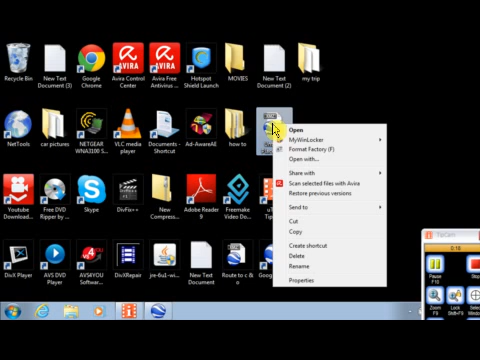 Recycle Bin
New Text Document (3)
Google Chrome
Avira Control Center
Avira Free Antivirus ...
Hotspot Shield Launch
MOVIES
New Text Document (2)
my trip
NetTools
car pictures
NETGEAR WNA3100 S...
VLC media player
Documents - Shortcut
Ad-AwareAE
how to
Youtube Download...
Free DVD Ripper by ...
Skype
DivFix++
New Compress...
Adobe Reader 9
Freemake Video Do...
DivX Player
AVS DVD Player
AVS4YOU Software...
DivXRepair
jre-6u1-wi...
New Text Document
Route to c & o
Open
MyWinLocker
Format Factory (F)
Open with...
Share with
Scan selected files with Avira
Restore previous versions
Send to
Cut
Copy
Create shortcut
Delete
Rename
Properties
Pause
F10
Zoom
F9
Lock
Shift+F9